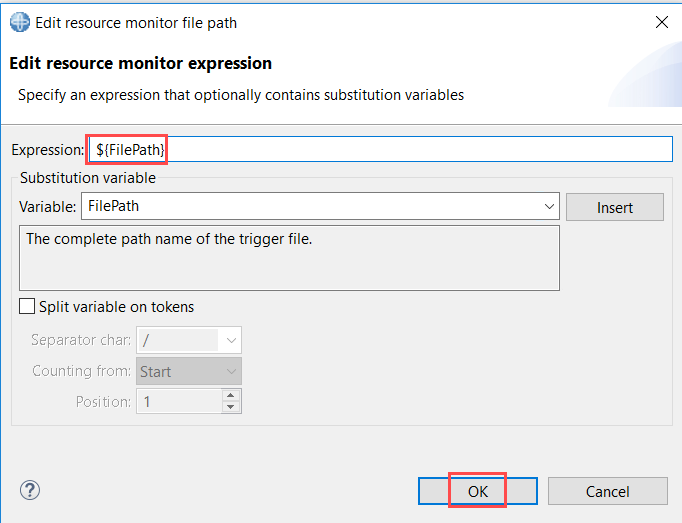 Edit resource monitor file path
Edit resource monitor expression
Specify an expression that optionally contains substitution variables
Expression: ${FilePath}
Substitution variable
Variable: FilePath Insert
The complete path name of the trigger file.
Split variable on tokens
Separator char: /
Counting from: Start
Position: 1
? OK Cancel